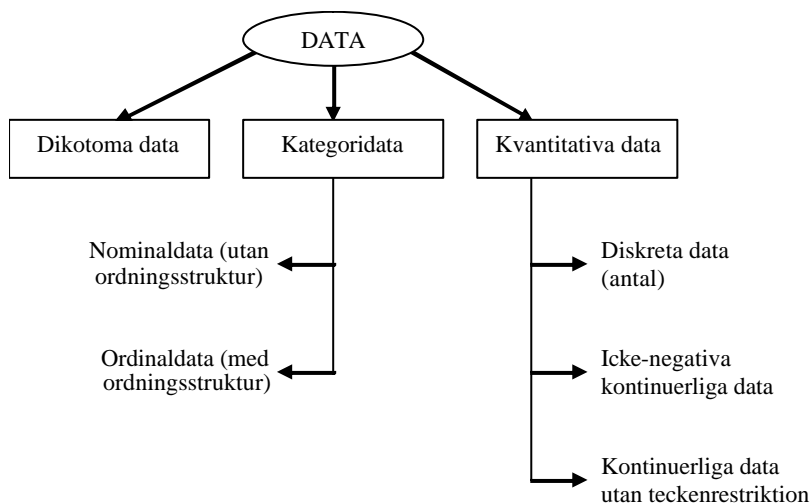 DATA
Dikotoma data
Kategoridata
Kvantitativa data
Nominaldata (utan
ordningsstruktur)
Ordinaldata (med
ordningsstruktur)
Diskreta data
(antal)
Icke-negativa
kontinuerliga data
Kontinuerliga data
utan teckenrestriktion